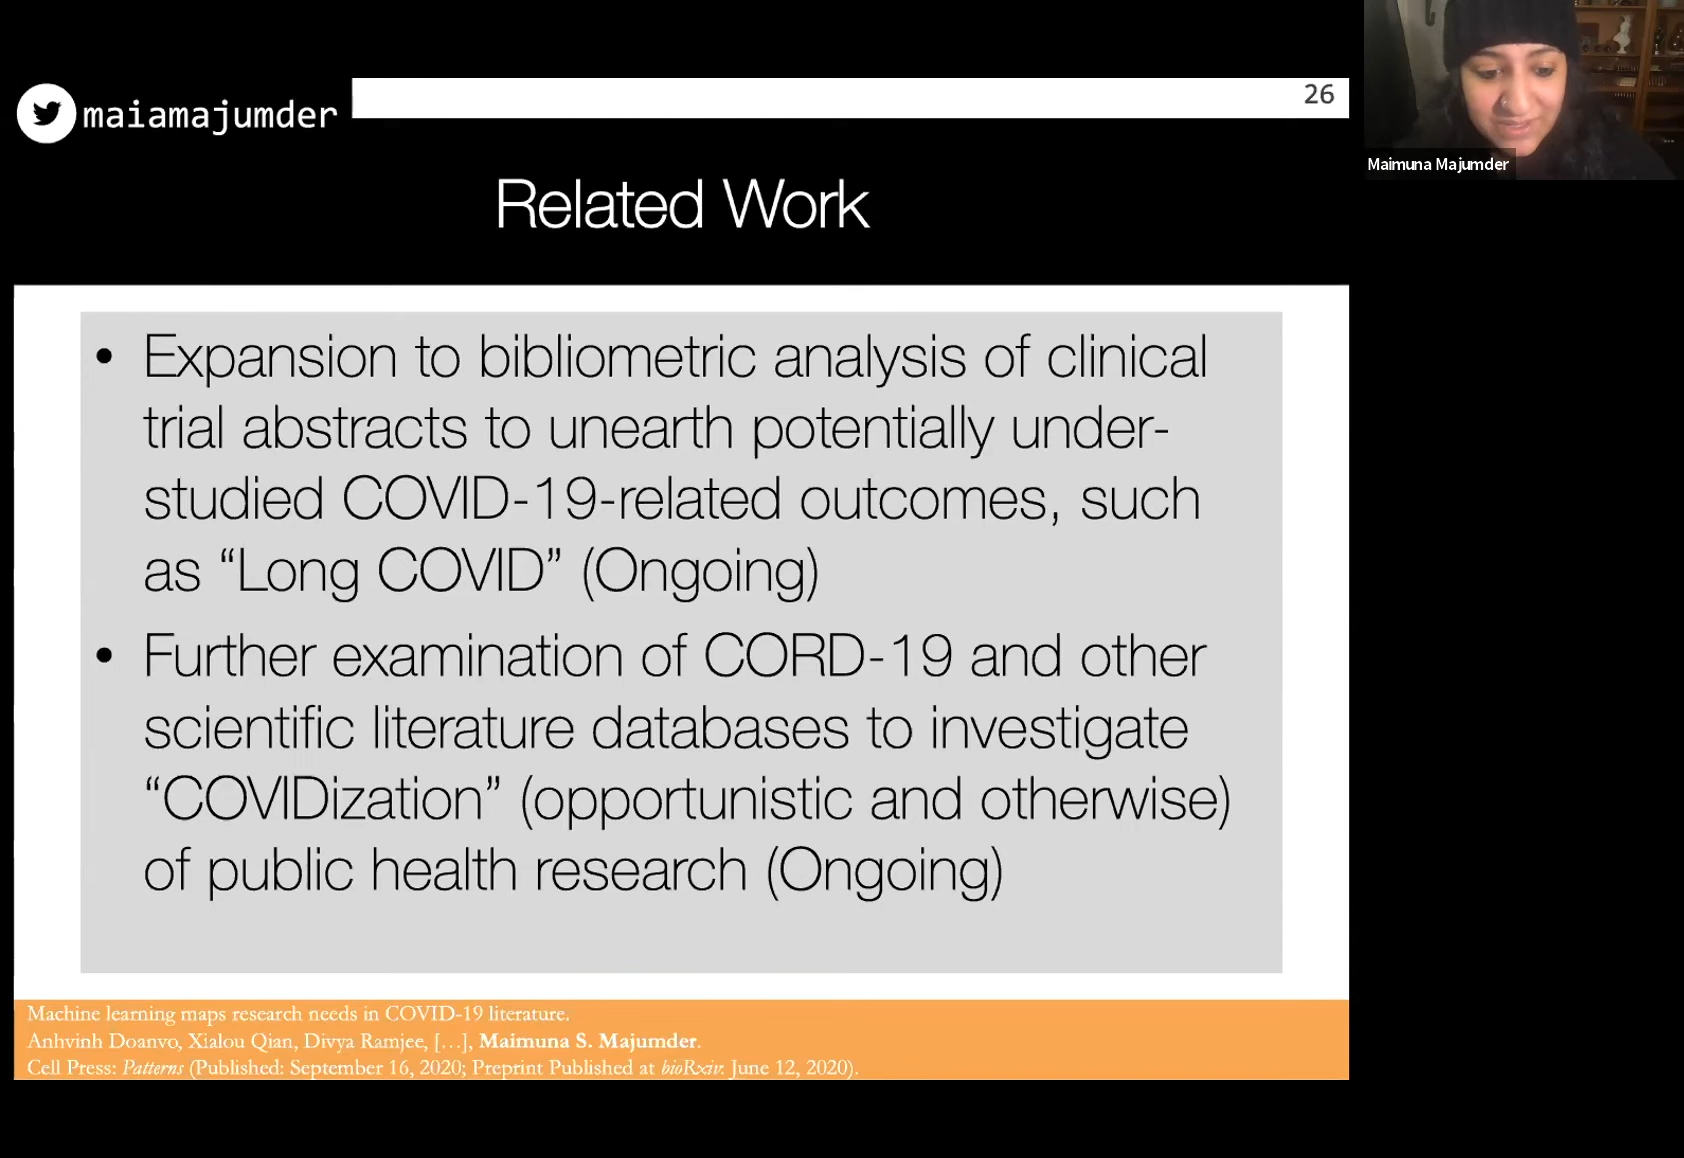 maiamajumder
26
Maimuna Majumder
Related Work
• Expansion to bibliometric analysis of clinical
trial abstracts to unearth potentially under-
studied COVID-19-related outcomes, such
as “Long COVID” (Ongoing)
• Further examination of CORD-19 and other
scientific literature databases to investigate
“COVIDization” (opportunistic and otherwise)
of public health research (Ongoing)
Machine learning maps research needs in COVID-19 literature.
Anhvinh Doanvo, Xialou Qian, Divya Ramjee, [...], Maimuna S. Majumder.
Cell Press: Patterns (Published: September 16, 2020; Preprint Published at bioRxiv: June 12, 2020).